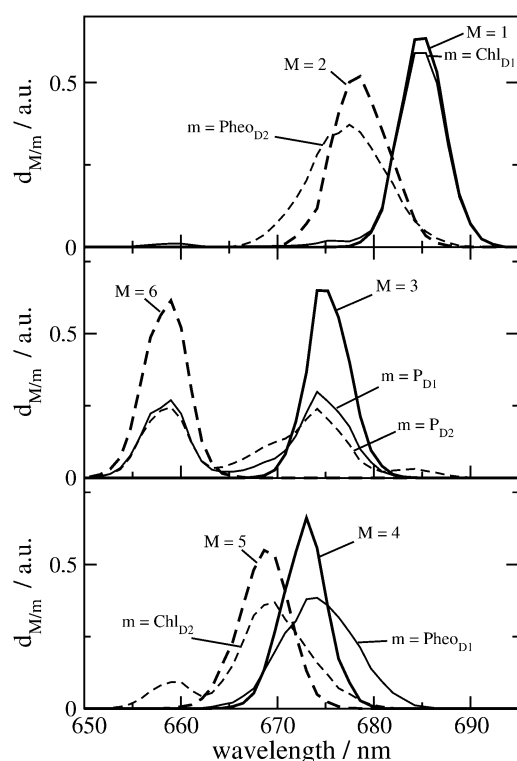 M = 1
m = Chl_D1
M = 2
m = Pheo_D2
0.5
0
d_M/m / a.u.
M = 6
M = 3
m = P_D1
m = P_D2
0.5
0
d_M/m / a.u.
M = 5
M = 4
m = Chl_D2
m = Pheo_D1
0.5
0
d_M/m / a.u.
650 660 670 680 690
wavelength / nm